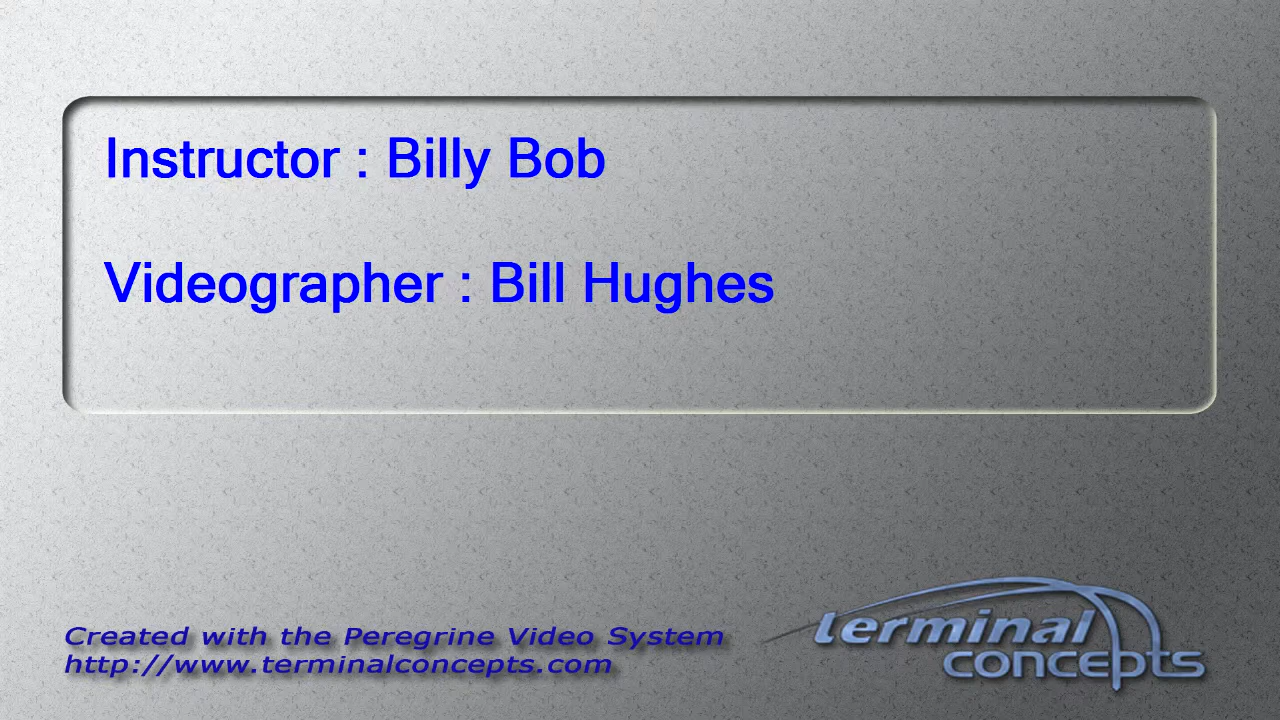 Instructor : Billy Bob
Videographer : Bill Hughes
Created with the Peregrine Video System
http://www.terminalconcepts.com
terminal
concepts